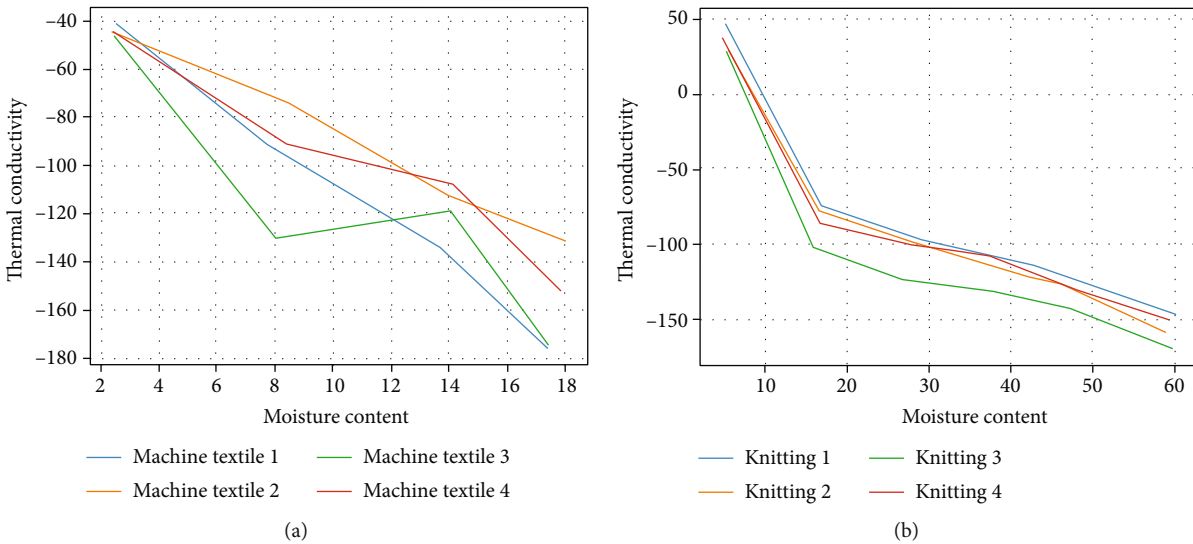 −40
−60
−80
−100
−120
−140
−160
−180
Thermal conductivity
2 4 6 8 10 12 14 16 18
Moisture content
Machine textile 1 Machine textile 3
Machine textile 2 Machine textile 4
(a)
50
0
−50
−100
−150
Thermal conductivity
10 20 30 40 50 60
Moisture content
Knitting 1 Knitting 3
Knitting 2 Knitting 4
(b)